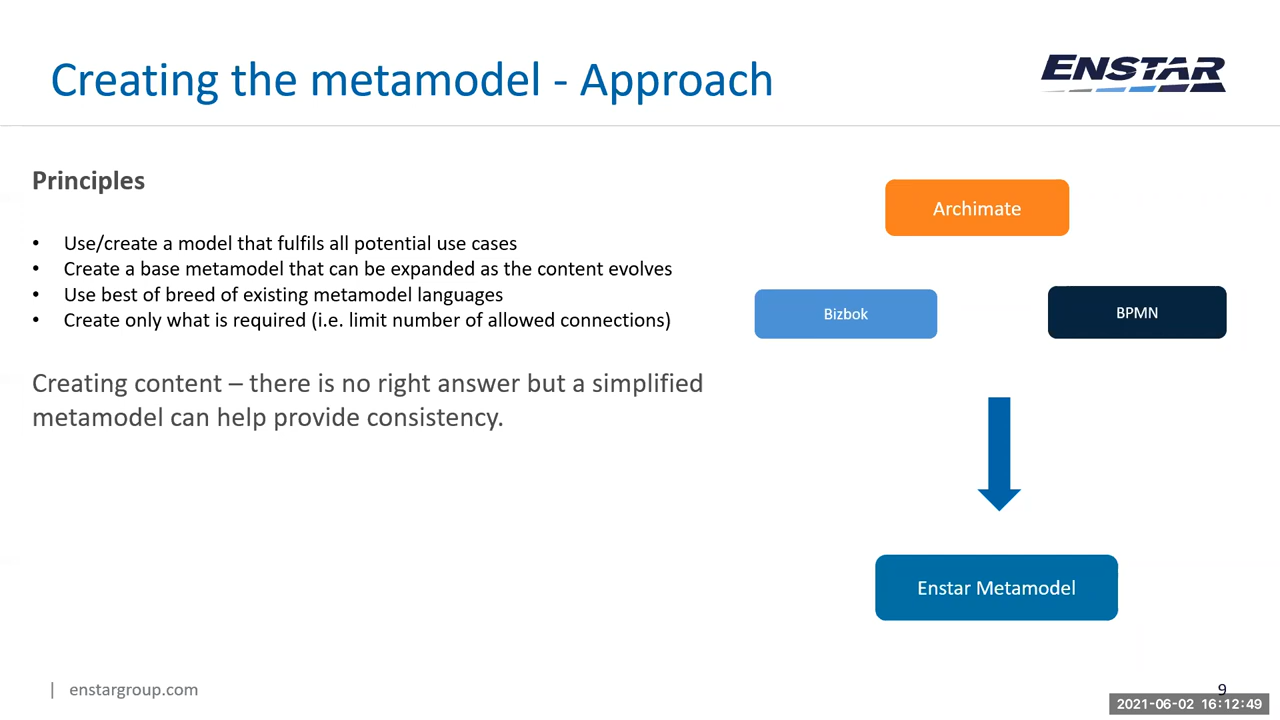 Creating the metamodel - Approach
ENSTAR
Principles
• Use/create a model that fulfils all potential use cases
• Create a base metamodel that can be expanded as the content evolves
• Use best of breed of existing metamodel languages
• Create only what is required (i.e. limit number of allowed connections)
Creating content – there is no right answer but a simplified
metamodel can help provide consistency.
Archimate
Bizbok
BPMN
Enstar Metamodel
| enstargroup.com
9
2021-06-02 16:12:49